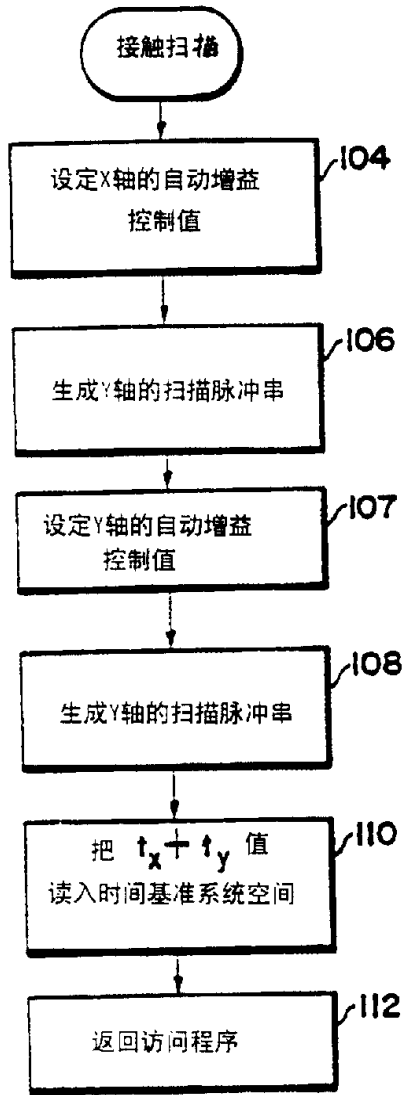 接触扫描
104
设定X轴的自动增益
控制值
106
生成Y轴的扫描脉冲串
107
设定Y轴的自动增益
控制值
108
生成Y轴的扫描脉冲串
110
把 tx+ty 值
读入时间基准系统空间
112
返回访问程序